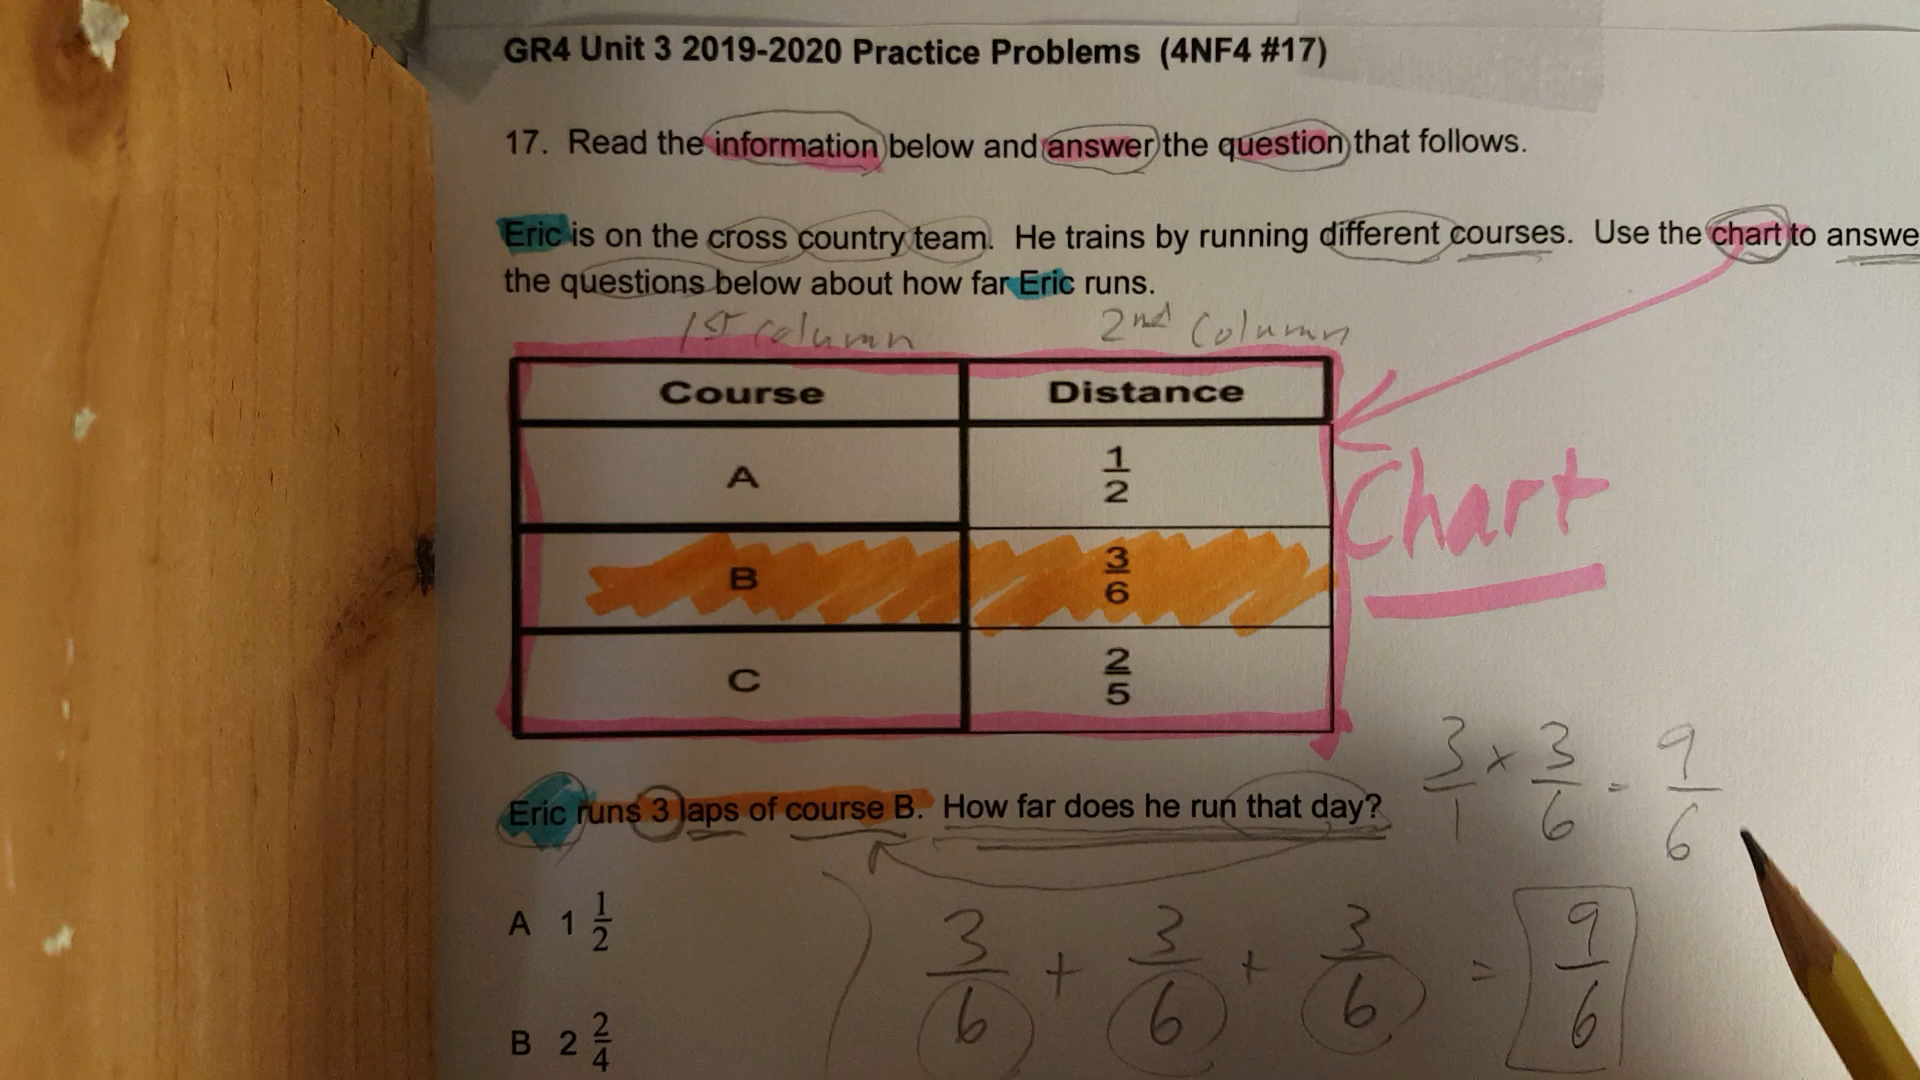 GR4 Unit 3 2019-2020 Practice Problems (4NF4 #17)
17. Read the information below and answer the question that follows.
Eric is on the cross country team. He trains by running different courses. Use the chart to answe
the questions below about how far Eric runs.
1st column 2nd Column
Course Distance
A 1/2
Chart
B 3/6
C 2/5
3/1 x 3/6 = 9/6
Eric runs 3 laps of course B. How far does he run that day?
A 1 1/2
3/6 + 3/6 + 3/6 = 9/6
B 2 2/4